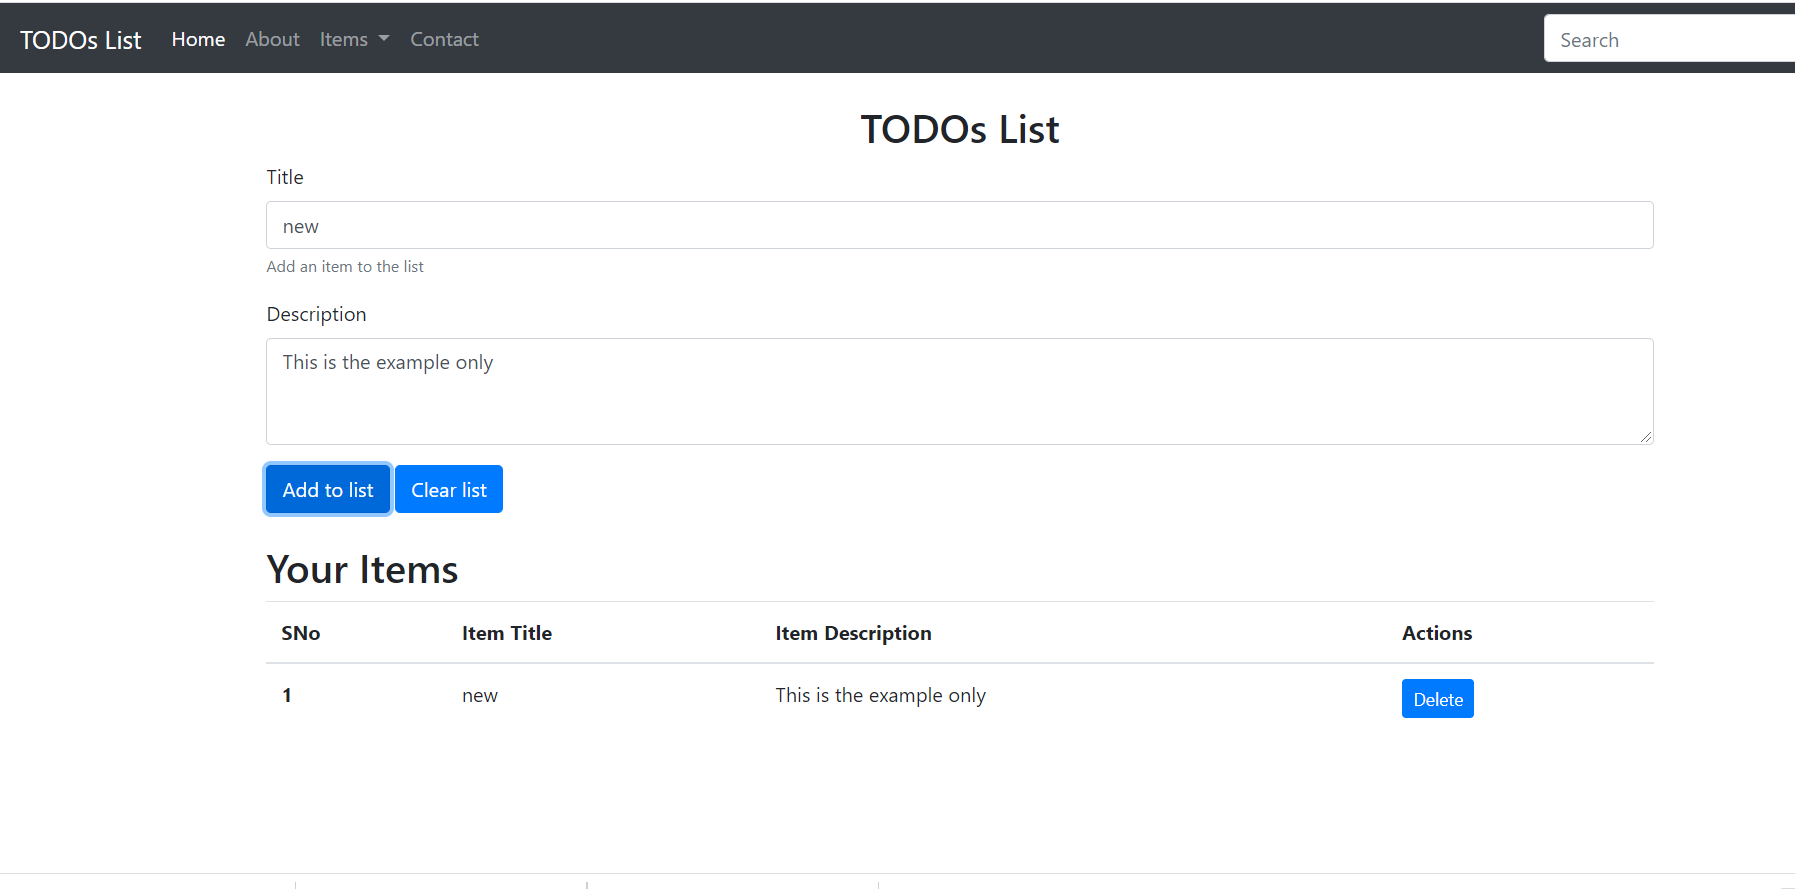 TODOs List Home About Items Contact Search
TODOs List
Title
new
Add an item to the list
Description
This is the example only
Add to list Clear list
Your Items
SNo Item Title Item Description Actions
1 new This is the example only Delete